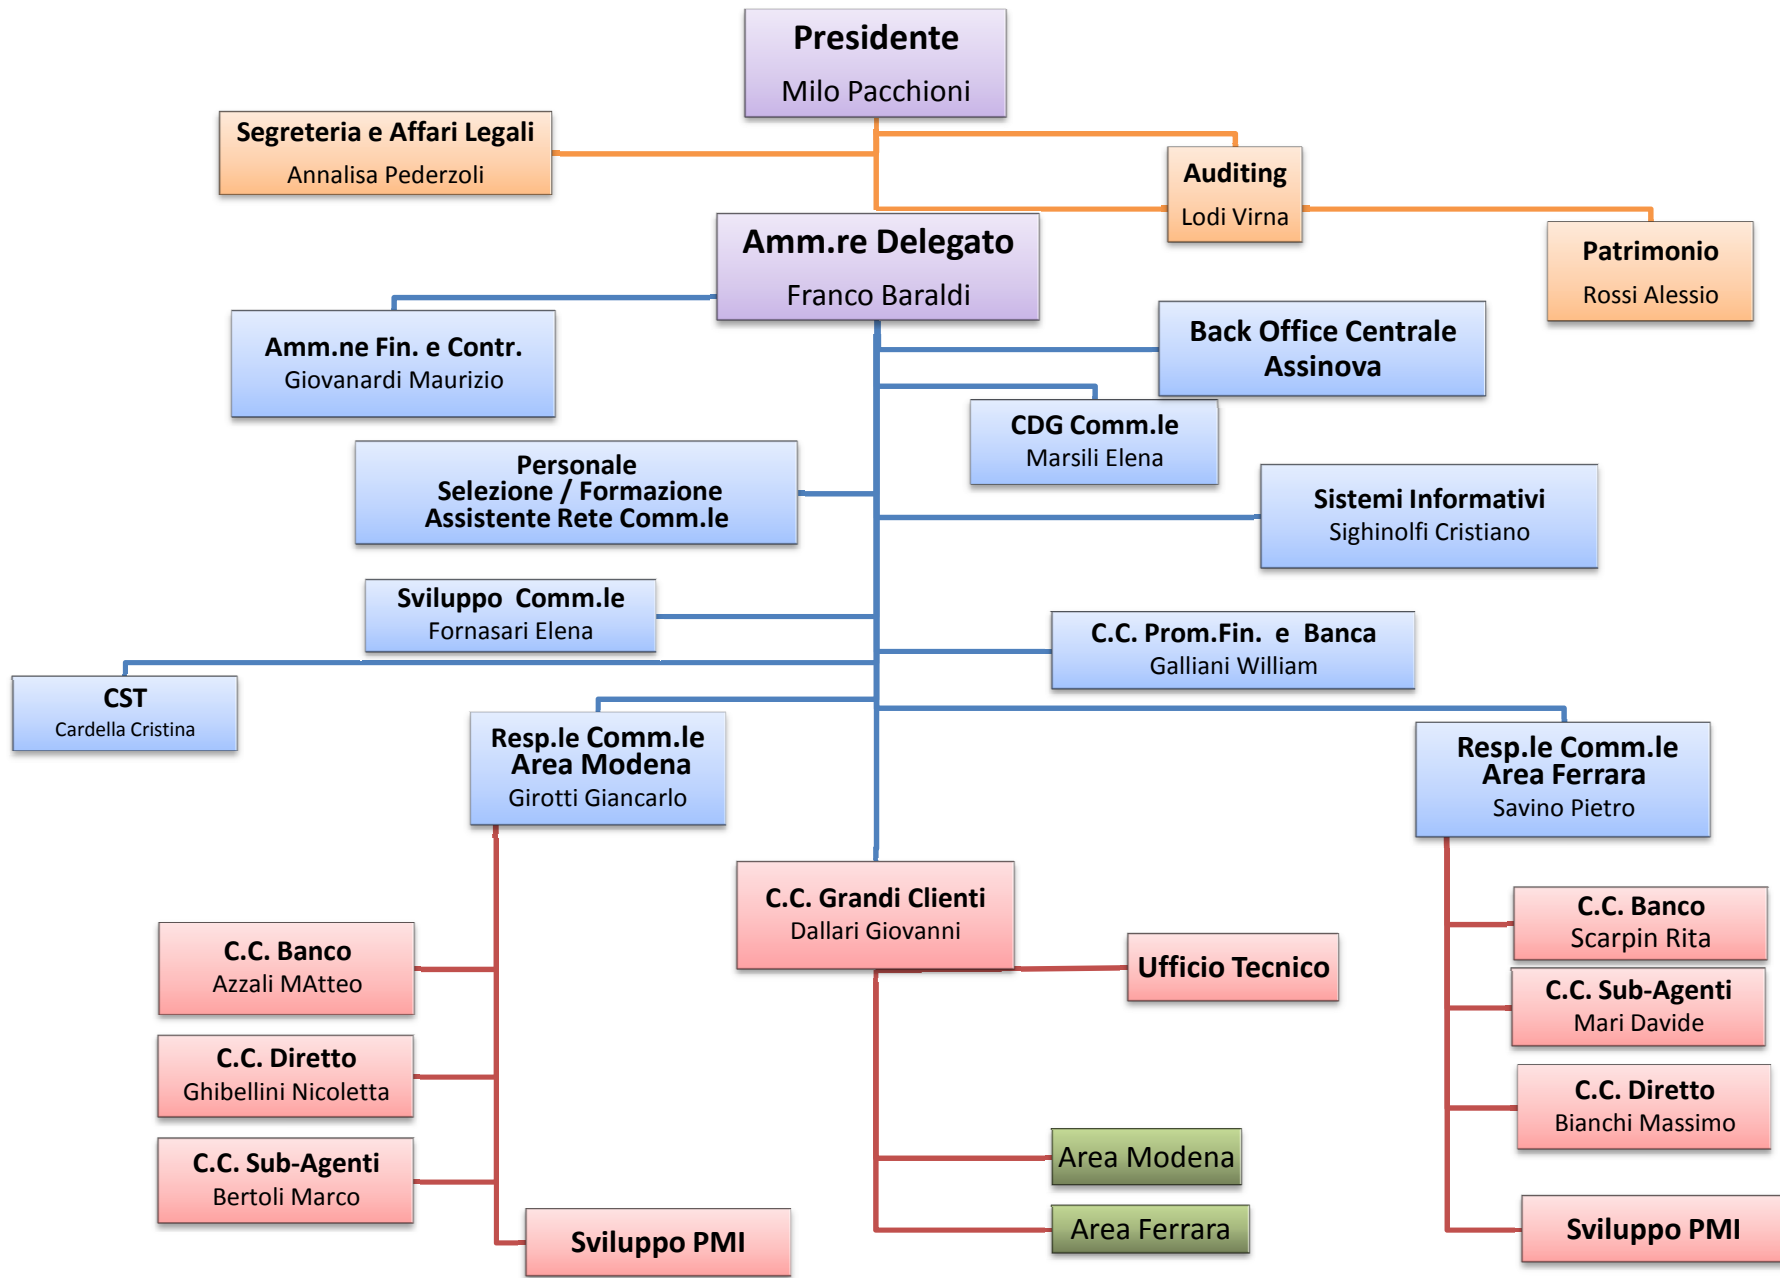 Presidente
Milo Pacchioni
Segreteria e Affari Legali
Annalisa Pederzoli
Auditing
Lodi Virna
Patrimonio
Rossi Alessio
Amm.re Delegato
Franco Baraldi
Amm.ne Fin. e Contr.
Giovanardi Maurizio
Back Office Centrale
Assinova
CDG Comm.le
Marsili Elena
Personale
Selezione / Formazione
Assistente Rete Comm.le
Sistemi Informativi
Sighinolfi Cristiano
Sviluppo Comm.le
Fornasari Elena
C.C. Prom.Fin. e Banca
Galliani William
CST
Cardella Cristina
Resp.le Comm.le
Area Modena
Girotti Giancarlo
Resp.le Comm.le
Area Ferrara
Savino Pietro
C.C. Grandi Clienti
Dallari Giovanni
Ufficio Tecnico
C.C. Banco
Azzali MAtteo
C.C. Diretto
Ghibellini Nicoletta
C.C. Sub-Agenti
Bertoli Marco
Sviluppo PMI
Area Modena
Area Ferrara
C.C. Banco
Scarpin Rita
C.C. Sub-Agenti
Mari Davide
C.C. Diretto
Bianchi Massimo
Sviluppo PMI